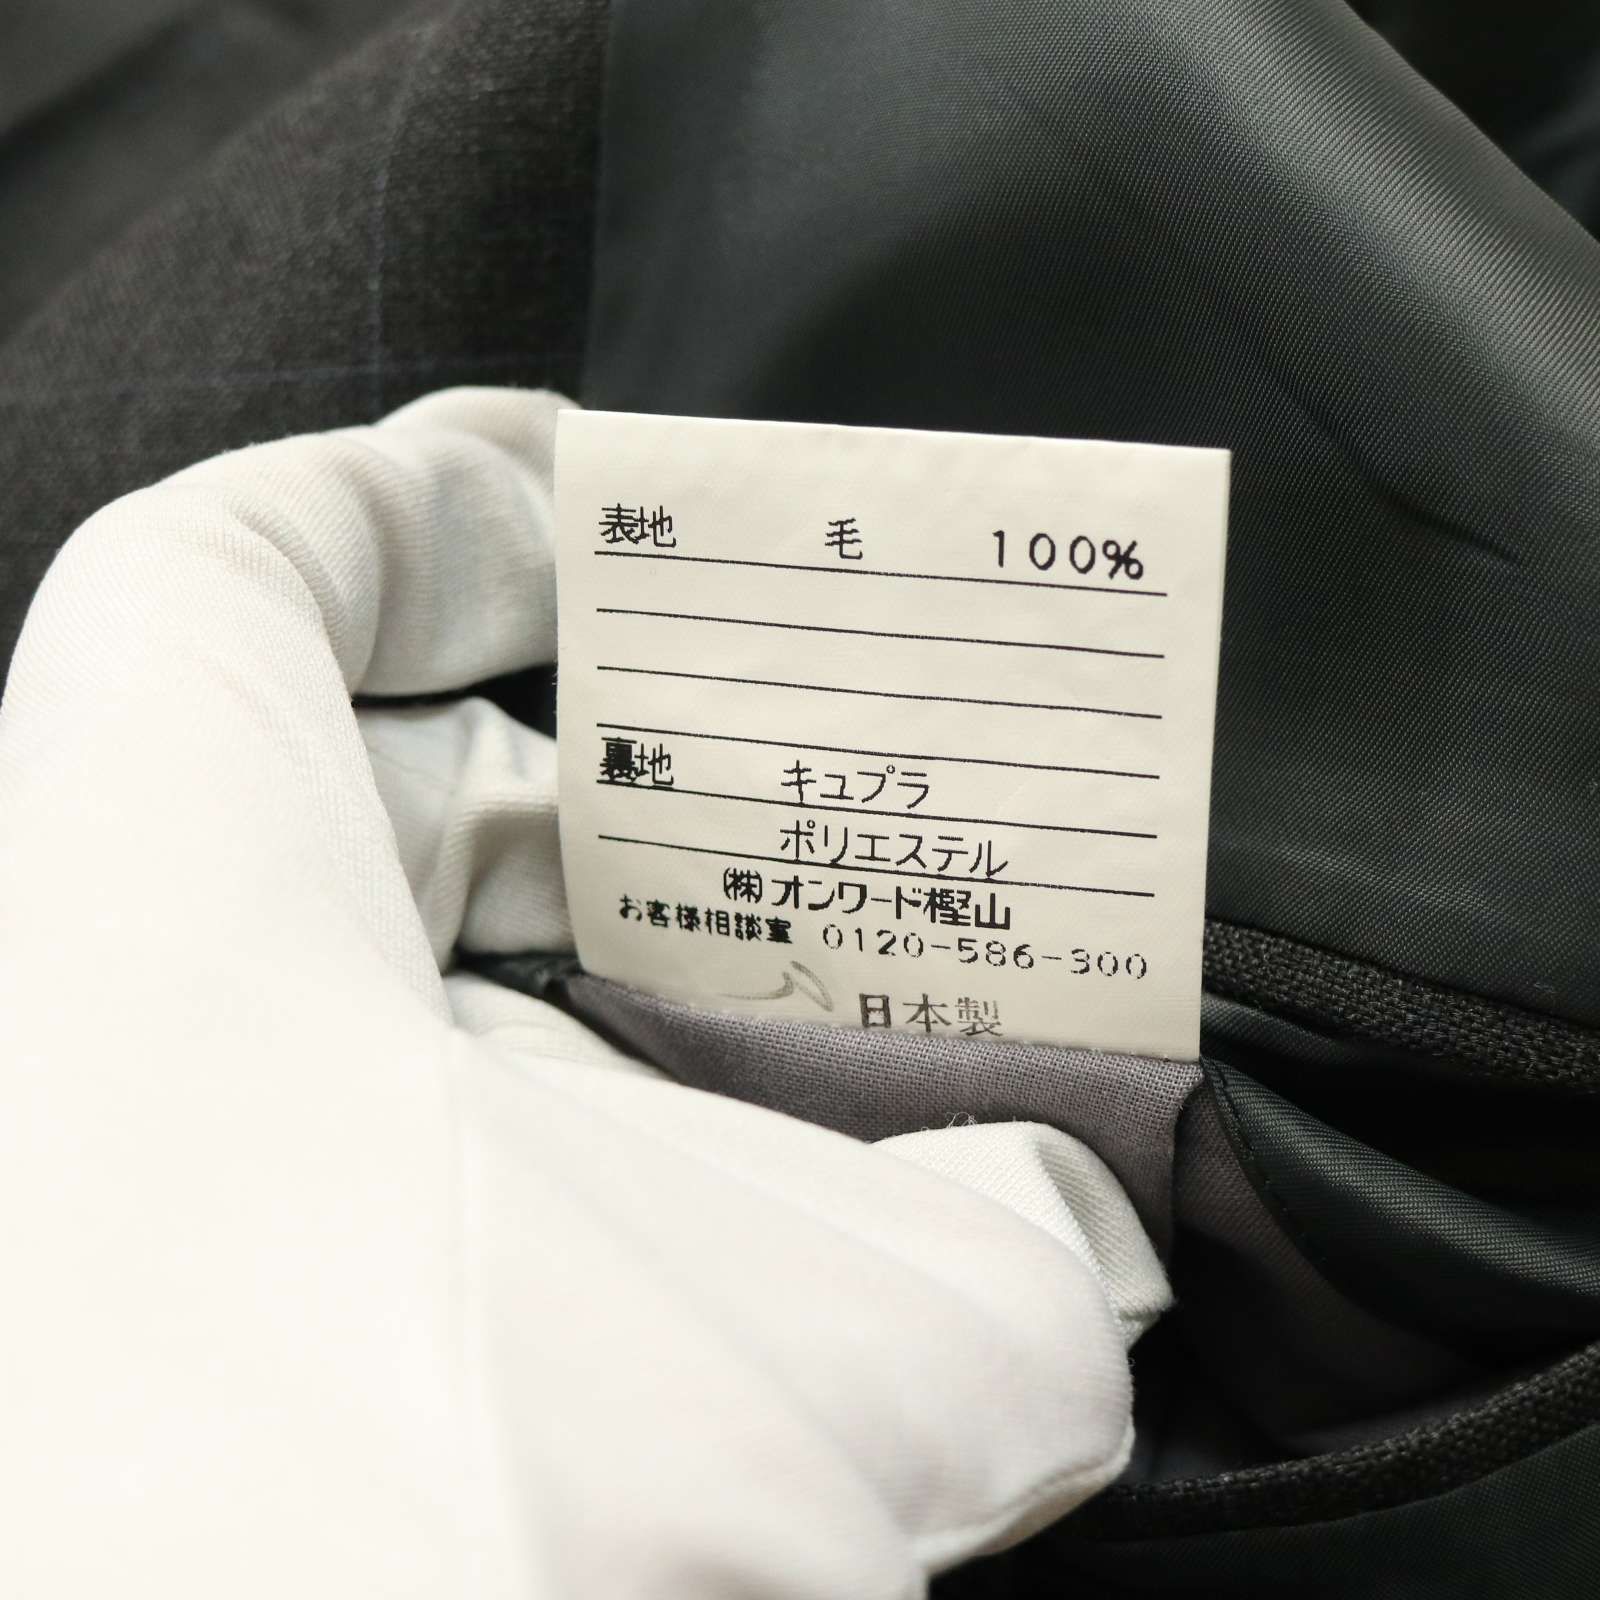 表地 毛 100%
裏地 キュプラ
ポリエステル
(株)オンワード樫山
お客様相談室 0120-586-300
日本製